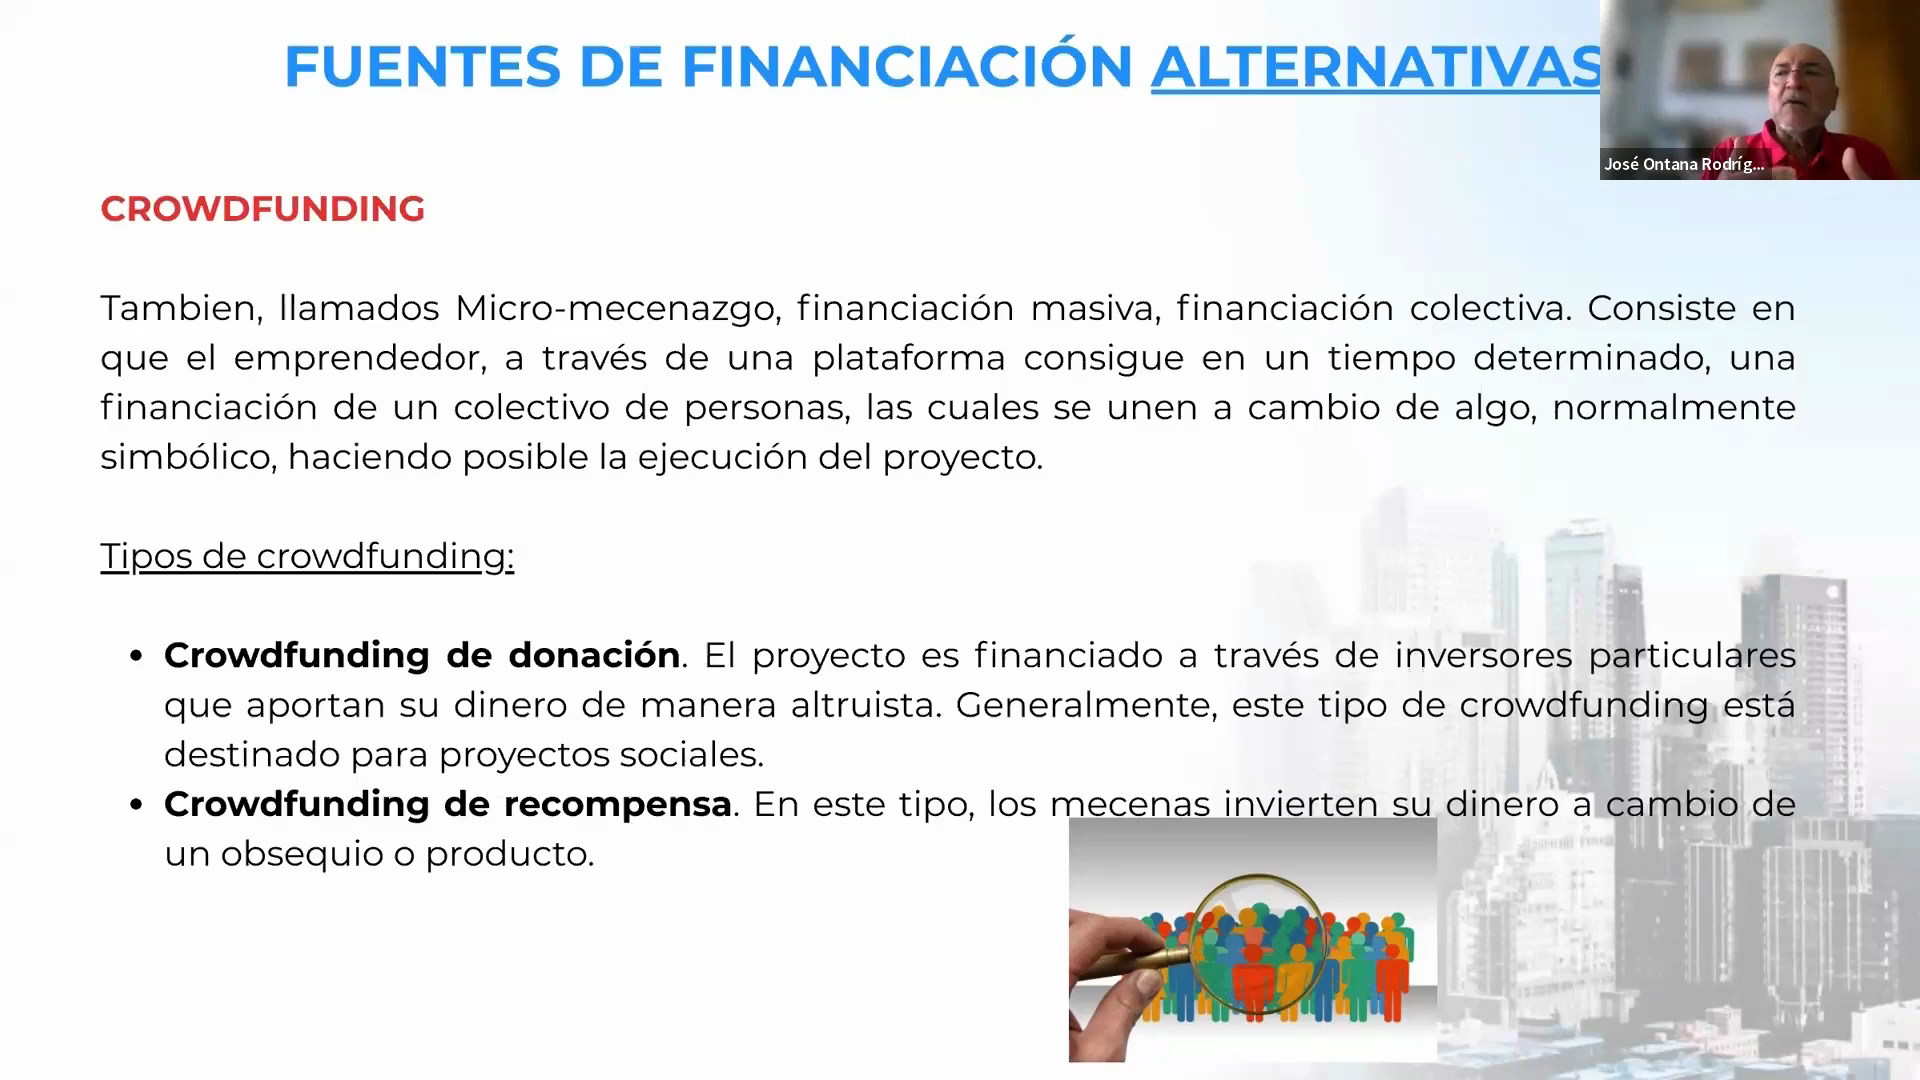 FUENTES DE FINANCIACIÓN ALTERNATIVAS
José Ontana Rodríg...
CROWDFUNDING
Tambien, llamados Micro-mecenazgo, financiación masiva, financiación colectiva. Consiste en
que el emprendedor, a través de una plataforma consigue en un tiempo determinado, una
financiación de un colectivo de personas, las cuales se unen a cambio de algo, normalmente
simbólico, haciendo posible la ejecución del proyecto.
Tipos de crowdfunding:
• Crowdfunding de donación. El proyecto es financiado a través de inversores particulares
que aportan su dinero de manera altruista. Generalmente, este tipo de crowdfunding está
destinado para proyectos sociales.
• Crowdfunding de recompensa. En este tipo, los mecenas invierten su dinero a cambio de
un obsequio o producto.